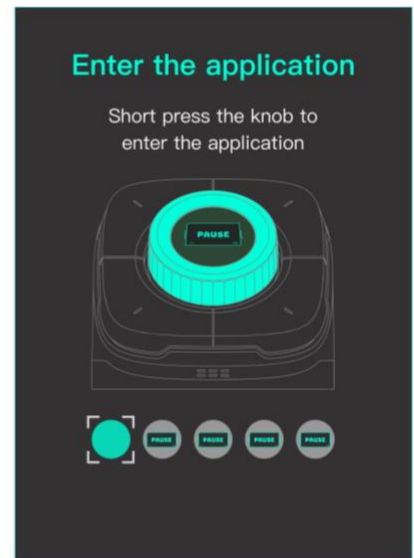 Enter the application
Short press the knob to
enter the application
PAUSE
PAUSE PAUSE PAUSE PAUSE